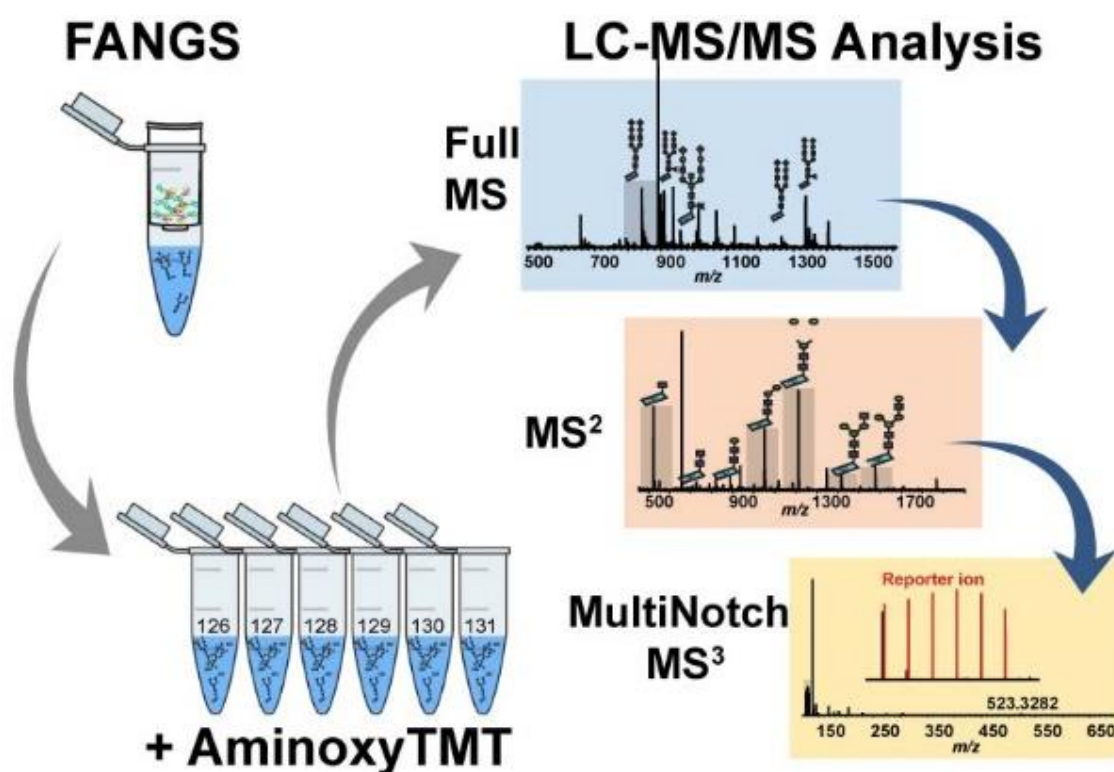 FANGS
LC-MS/MS Analysis
Full
MS
500 700 900 1100 1300 1500
m/z
MS²
500 900 1300 1700
m/z
126 127 128 129 130 131
+ AminoxyTMT
MultiNotch
MS³
Reporter ion
523.3282
150 250 350 450 550 650
m/z